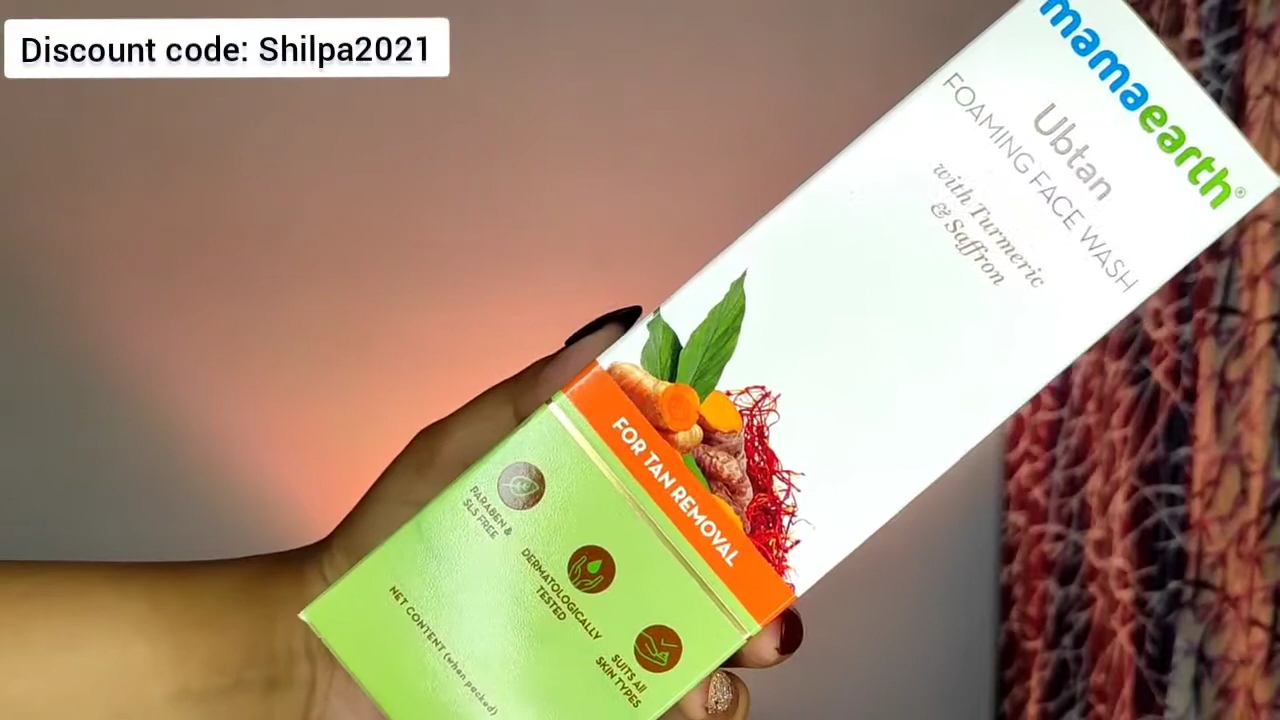 Discount code: Shilpa2021
mamaearth®
Ubtan
FOAMING FACE WASH
with Turmeric
& Saffron
FOR TAN REMOVAL
PARABEN &
SLS FREE
DERMATOLOGICALLY
TESTED
SUITS All
SKIN TYPES
NET CONTENT (when packed)